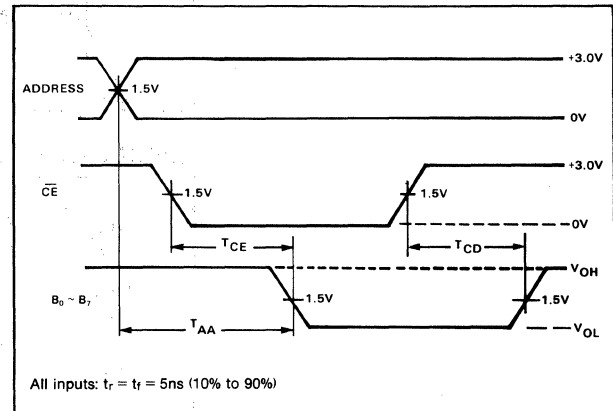 +3.0V
ADDRESS
1.5V
0V
+3.0V
CE
1.5V
1.5V
0V
TCE
TCD
VOH
B0 ~ B7
1.5V
1.5V
TAA
VOL
All inputs: tr = tf = 5ns (10% to 90%)